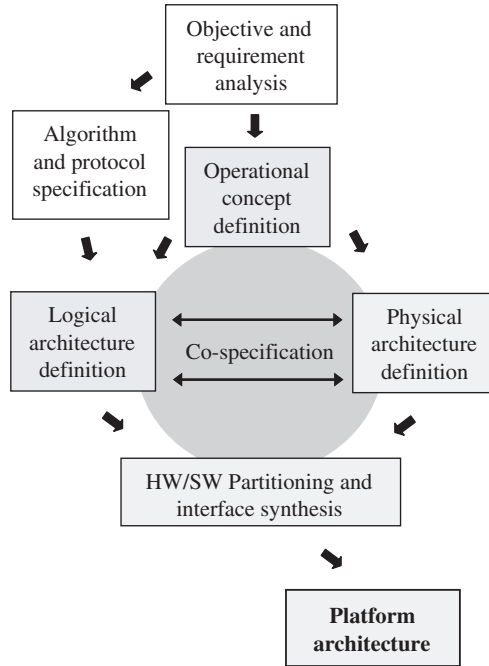 Objective and
requirement
analysis
Algorithm
and protocol
specification
Operational
concept
definition
Logical
architecture
definition
Co-specification
Physical
architecture
definition
HW/SW Partitioning and
interface synthesis
Platform
architecture